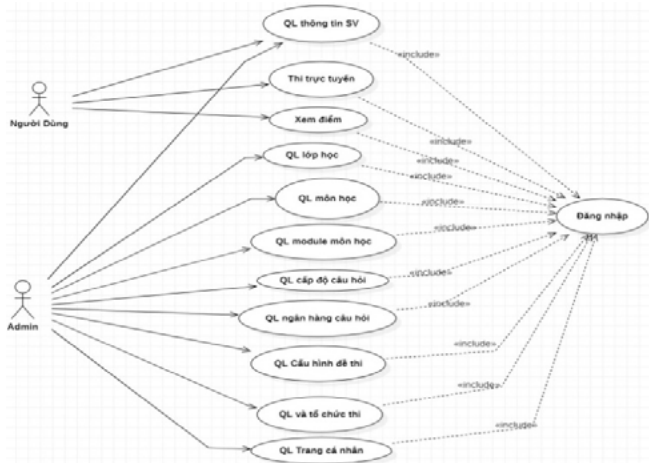 QL thông tin SV
«include»
Thi trực tuyến
Người Dùng
«include»
Xem điểm
«include»
QL lớp học
«include»
QL môn học
«include»
Đăng nhập
«include»
QL module môn học
QL cấp độ câu hỏi
«include»
Admin
«include»
QL ngân hàng câu hỏi
«include»
QL Cấu hình đề thi
«include»
QL và tổ chức thi
«include»
QL Trang cá nhân